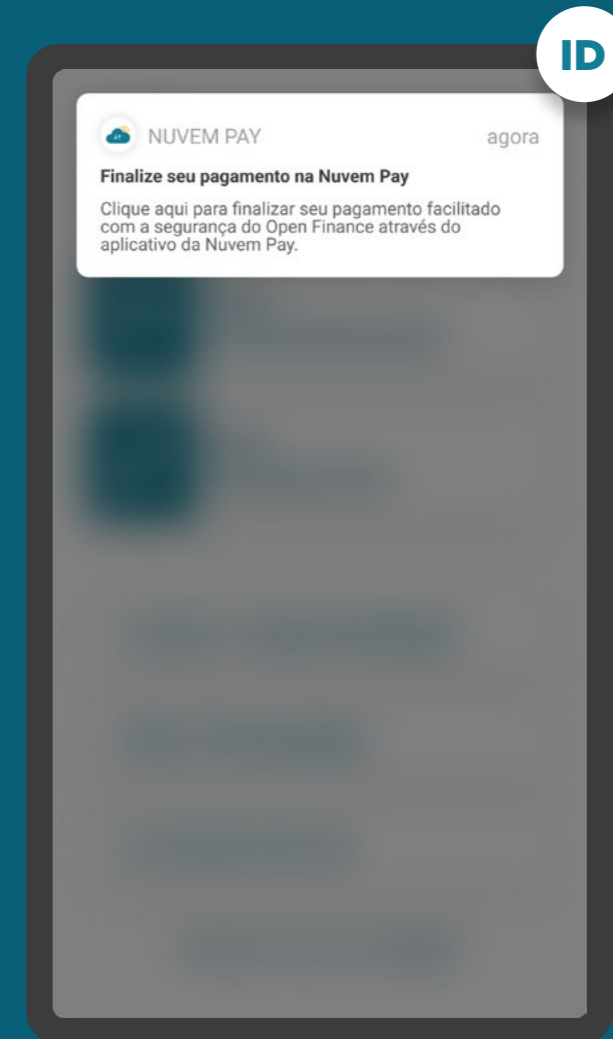 ID
NUVEM PAY agora
Finalize seu pagamento na Nuvem Pay
Clique aqui para finalizar seu pagamento facilitado
com a segurança do Open Finance através do
aplicativo da Nuvem Pay.